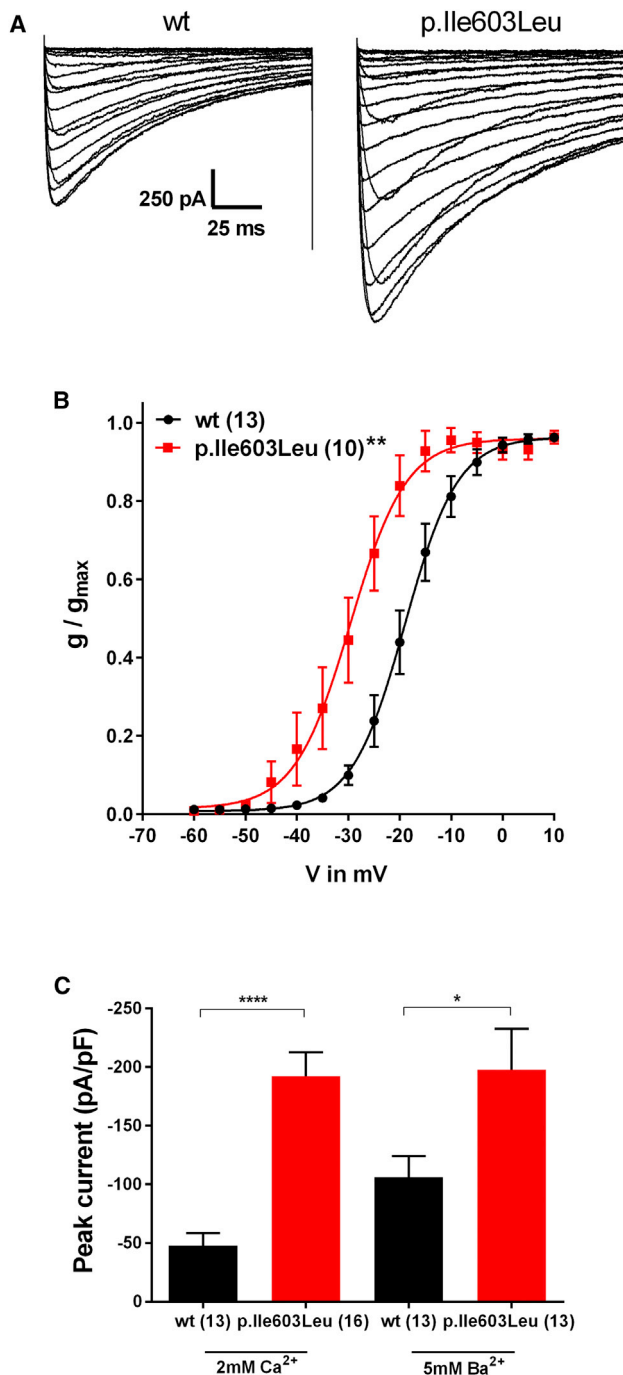 A
wt
p.Ile603Leu
250 pA
25 ms
B
wt (13)
p.Ile603Leu (10)**
1.0
0.8
0.6
0.4
0.2
0.0
g / gmax
-70 -60 -50 -40 -30 -20 -10 0 10
V in mV
C
-250
-200
-150
-100
-50
0
Peak current (pA/pF)
**** *
wt (13) p.Ile603Leu (16) wt (13) p.Ile603Leu (13)
2mM Ca2+ 5mM Ba2+